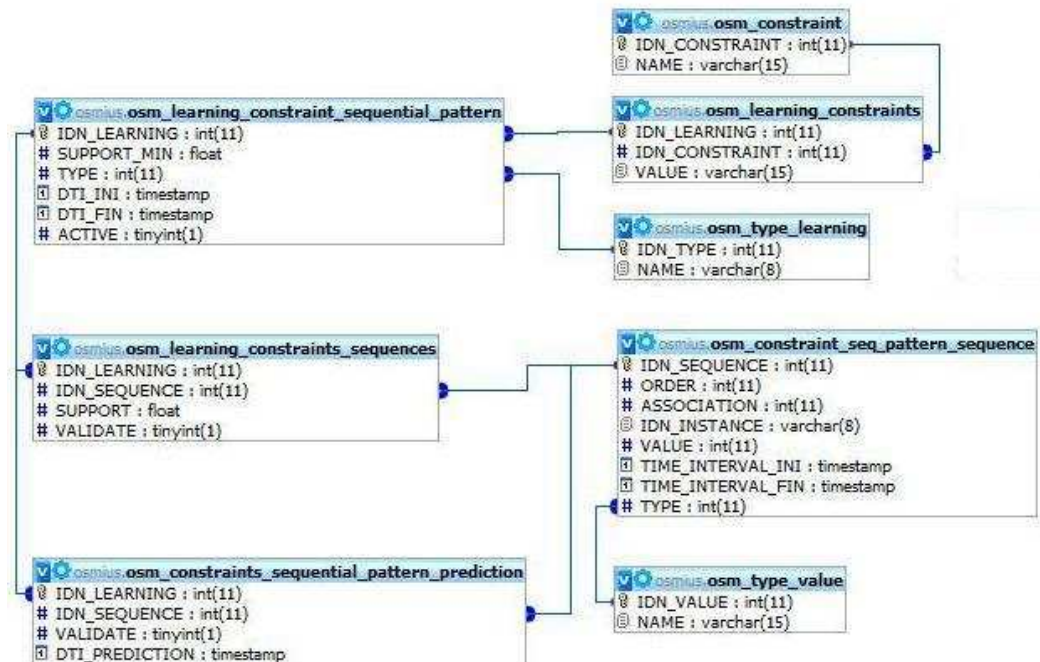 osmius.osm_constraint
IDN_CONSTRAINT : int(11)
NAME : varchar(15)
osmius.osm_learning_constraint_sequential_pattern
IDN_LEARNING : int(11)
# SUPPORT_MIN : float
# TYPE : int(11)
DTI_INI : timestamp
DTI_FIN : timestamp
# ACTIVE : tinyint(1)
osmius.osm_learning_constraints
IDN_LEARNING : int(11)
# IDN_CONSTRAINT : int(11)
VALUE : varchar(15)
osmius.osm_type_learning
IDN_TYPE : int(11)
NAME : varchar(8)
osmius.osm_learning_constraints_sequences
IDN_LEARNING : int(11)
# IDN_SEQUENCE : int(11)
# SUPPORT : float
# VALIDATE : tinyint(1)
osmius.osm_constraint_seq_pattern_sequence
IDN_SEQUENCE : int(11)
# ORDER : int(11)
# ASSOCIATION : int(11)
IDN_INSTANCE : varchar(8)
# VALUE : int(11)
TIME_INTERVAL_INI : timestamp
TIME_INTERVAL_FIN : timestamp
# TYPE : int(11)
osmius.osm_constraints_sequential_pattern_prediction
IDN_LEARNING : int(11)
# IDN_SEQUENCE : int(11)
# VALIDATE : tinyint(1)
DTI_PREDICTION : timestamp
osmius.osm_type_value
IDN_VALUE : int(11)
NAME : varchar(15)